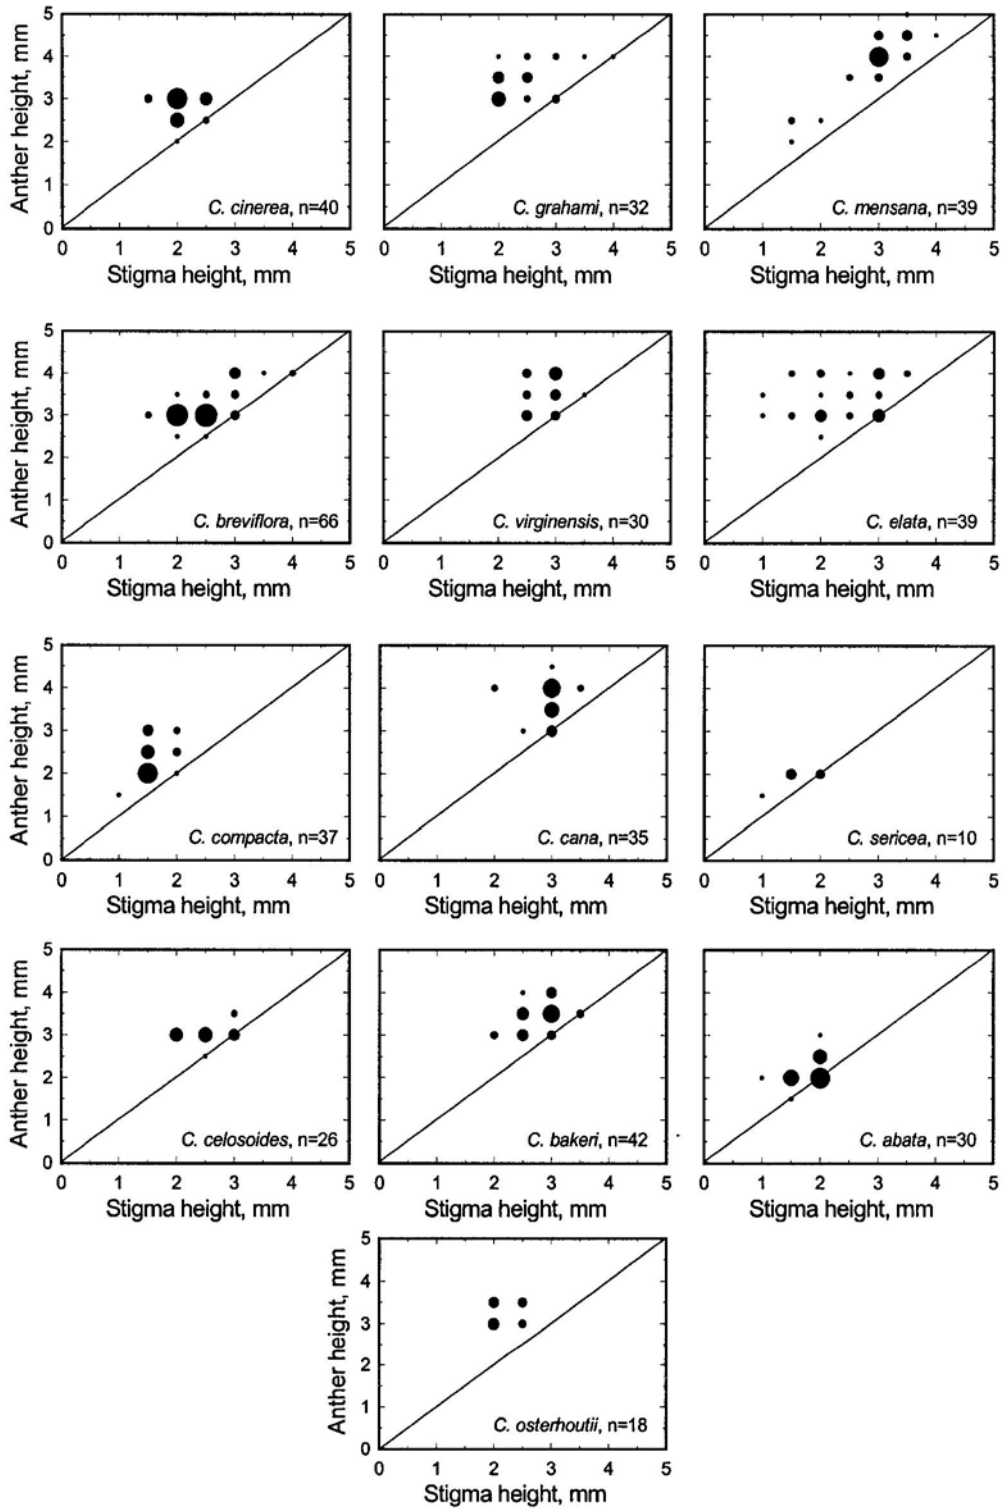 Anther height, mm
5
4
3
2
1
0
C. cinerea, n=40
0 1 2 3 4 5
Stigma height, mm
C. grahami, n=32
0 1 2 3 4 5
Stigma height, mm
C. mensana, n=39
0 1 2 3 4 5
Stigma height, mm
Anther height, mm
5
4
3
2
1
0
C. breviflora, n=66
0 1 2 3 4 5
Stigma height, mm
C. virginensis, n=30
0 1 2 3 4 5
Stigma height, mm
C. elata, n=39
0 1 2 3 4 5
Stigma height, mm
Anther height, mm
5
4
3
2
1
0
C. compacta, n=37
0 1 2 3 4 5
Stigma height, mm
C. cana, n=35
0 1 2 3 4 5
Stigma height, mm
C. sericea, n=10
0 1 2 3 4 5
Stigma height, mm
Anther height, mm
5
4
3
2
1
0
C. celosoides, n=26
0 1 2 3 4 5
Stigma height, mm
C. bakeri, n=42
0 1 2 3 4 5
Stigma height, mm
C. abata, n=30
0 1 2 3 4 5
Stigma height, mm
Anther height, mm
5
4
3
2
1
0
C. osterhoutii, n=18
0 1 2 3 4 5
Stigma height, mm